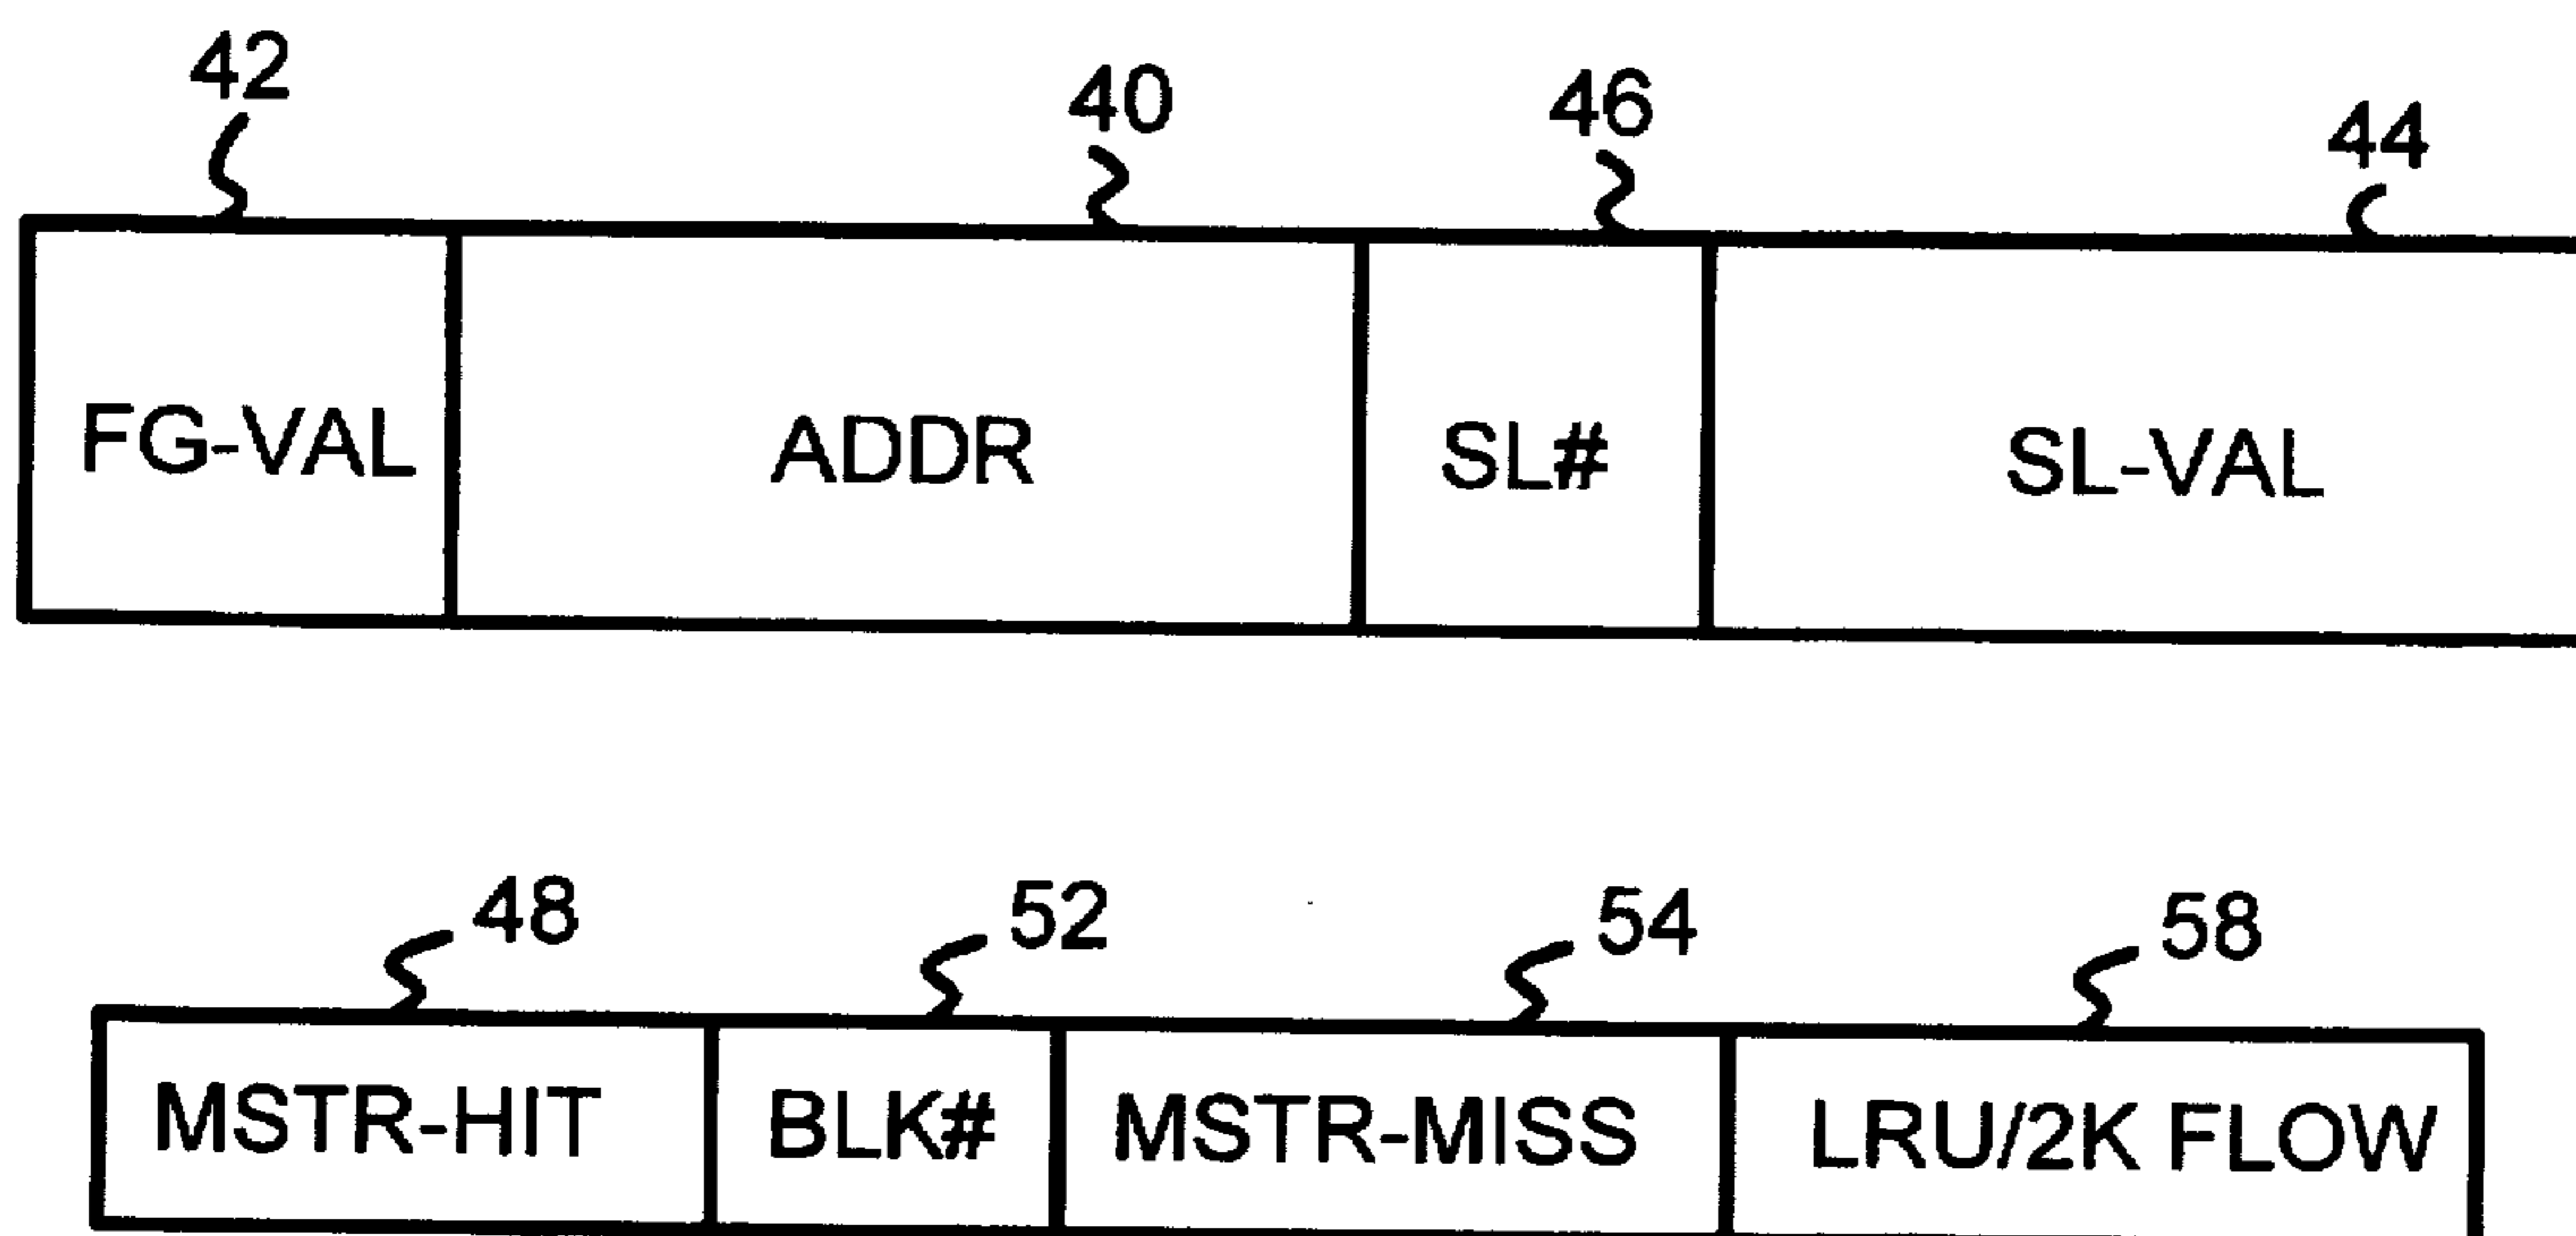 42 40 46 44
FG-VAL ADDR SL# SL-VAL
48 52 54 58
MSTR-HIT BLK# MSTR-MISS LRU/2K FLOW